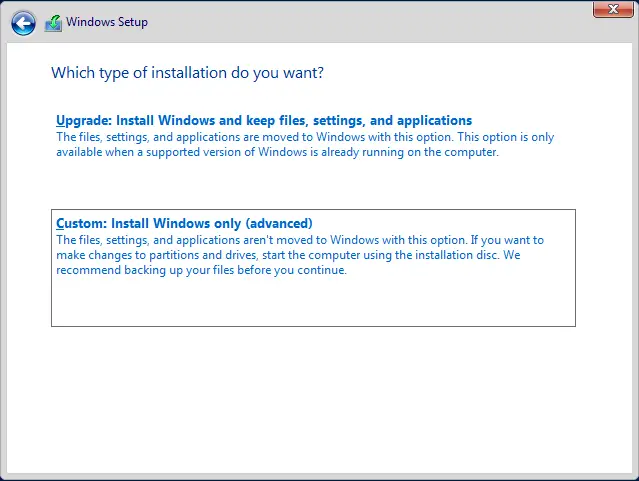 Windows Setup
Which type of installation do you want?
Upgrade: Install Windows and keep files, settings, and applications
The files, settings, and applications are moved to Windows with this option. This option is only
available when a supported version of Windows is already running on the computer.
Custom: Install Windows only (advanced)
The files, settings, and applications aren't moved to Windows with this option. If you want to
make changes to partitions and drives, start the computer using the installation disc. We
recommend backing up your files before you continue.